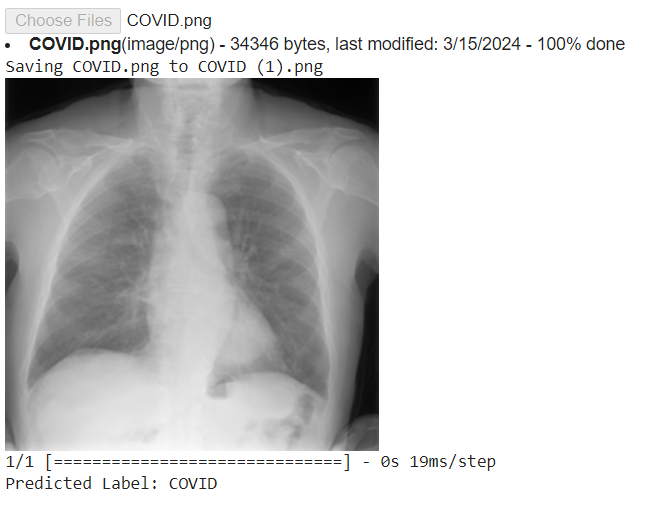 Choose Files COVID.png
• COVID.png(image/png) - 34346 bytes, last modified: 3/15/2024 - 100% done
Saving COVID.png to COVID (1).png
1/1 [==============================] - 0s 19ms/step
Predicted Label: COVID